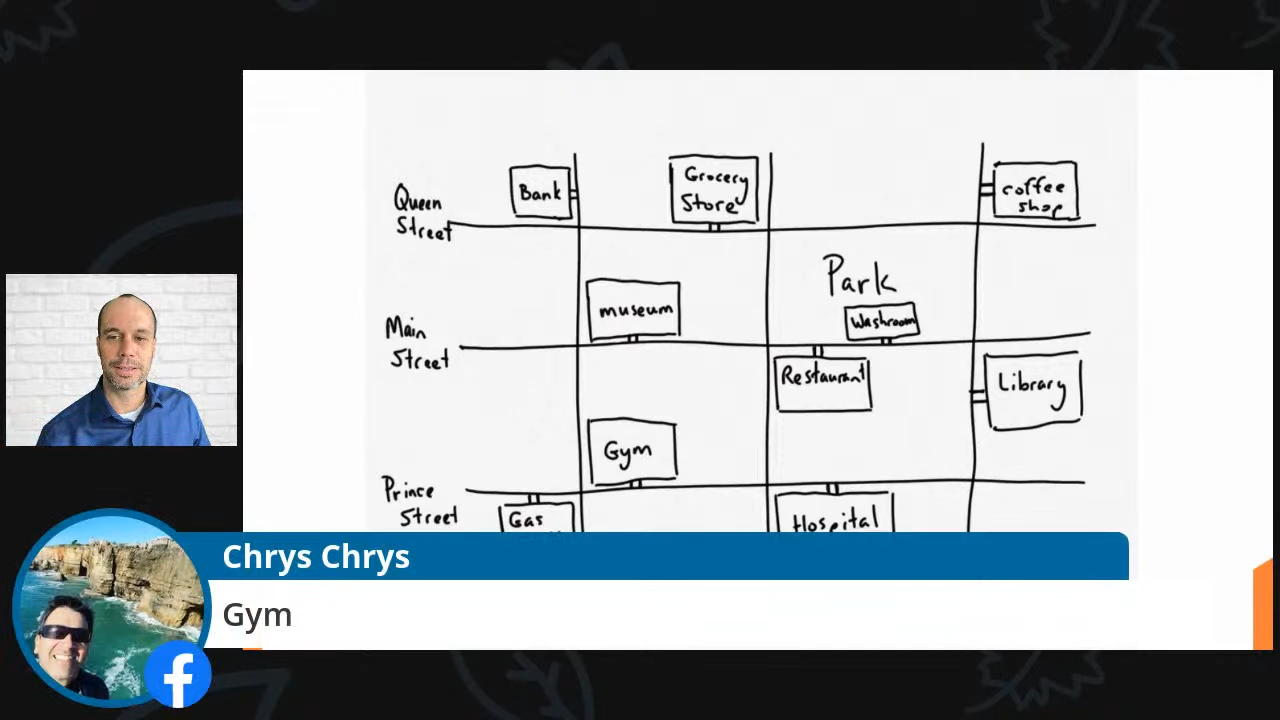 Bank
Grocery
Store
coffee
shop
Queen
Street
Park
museum
Washroom
Main
Street
Restaurant
Library
Gym
Prince
Street
Gas
Hospital
Chrys Chrys
Gym